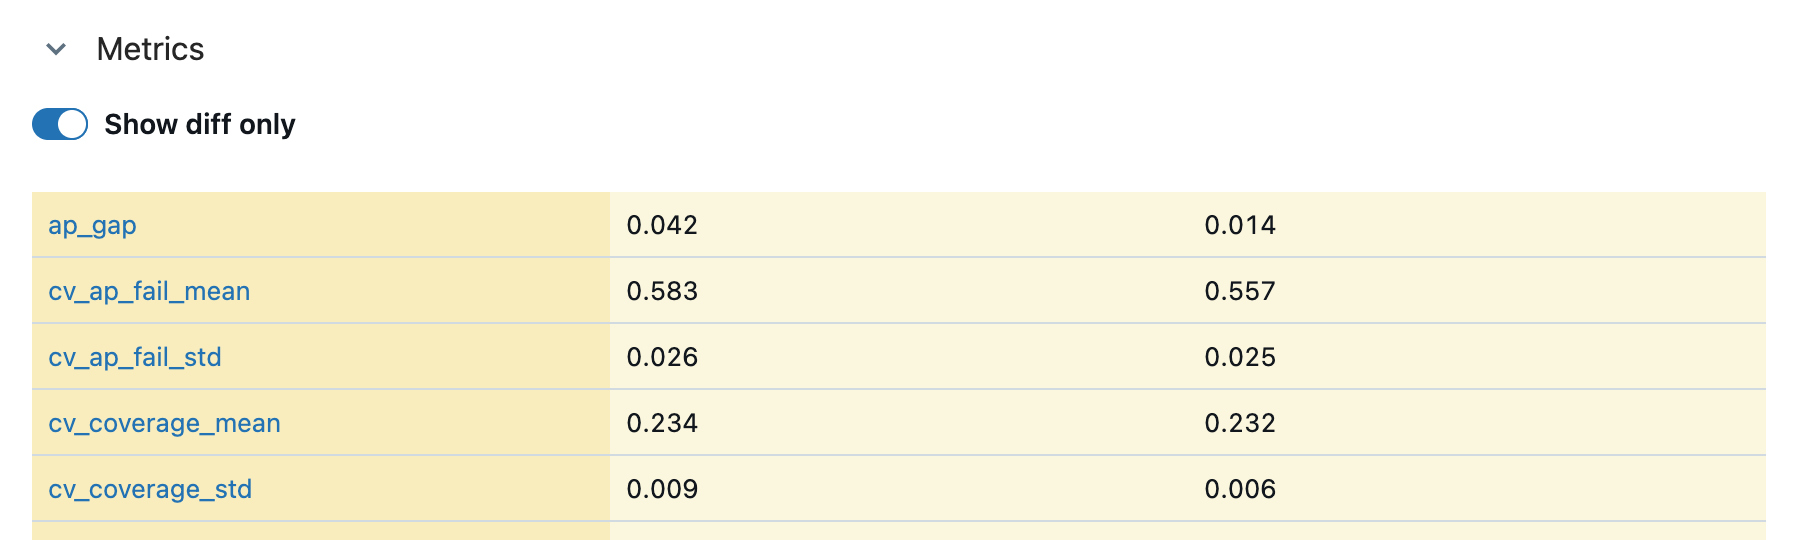 Metrics
Show diff only
ap_gap 0.042 0.014
cv_ap_fail_mean 0.583 0.557
cv_ap_fail_std 0.026 0.025
cv_coverage_mean 0.234 0.232
cv_coverage_std 0.009 0.006